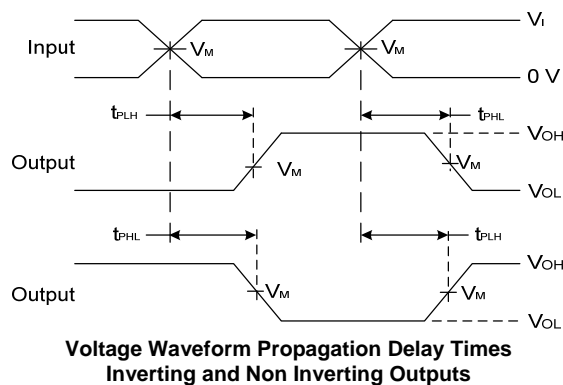 Input
VM
VM
VI
0 V
tPLH
tPHL
Output
VM
VM
VOH
VOL
tPHL
tPLH
Output
VM
VM
VOH
VOL
Voltage Waveform Propagation Delay Times
Inverting and Non Inverting Outputs